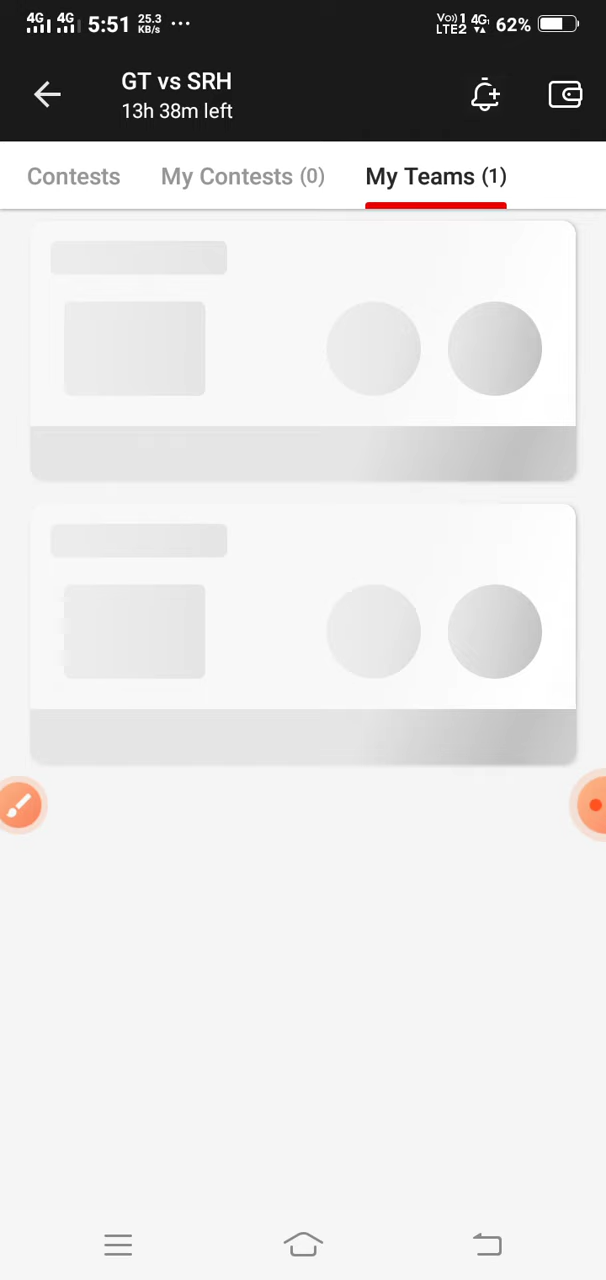 4G 4G 5:51 25.3 KB/s ...
Vo) 1 4G LTE2 62%
GT vs SRH
13h 38m left
Contests My Contests (0) My Teams (1)